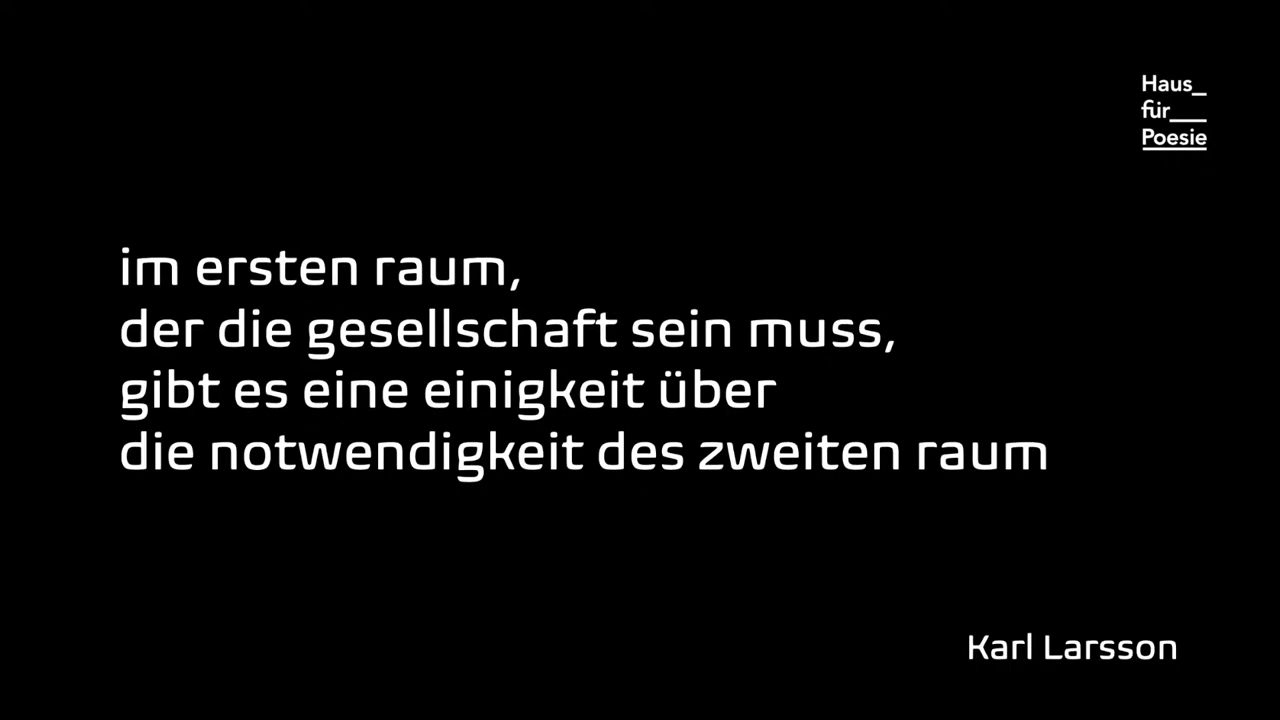 Haus_
für___
Poesie
im ersten raum,
der die gesellschaft sein muss,
gibt es eine einigkeit über
die notwendigkeit des zweiten raum
Karl Larsson